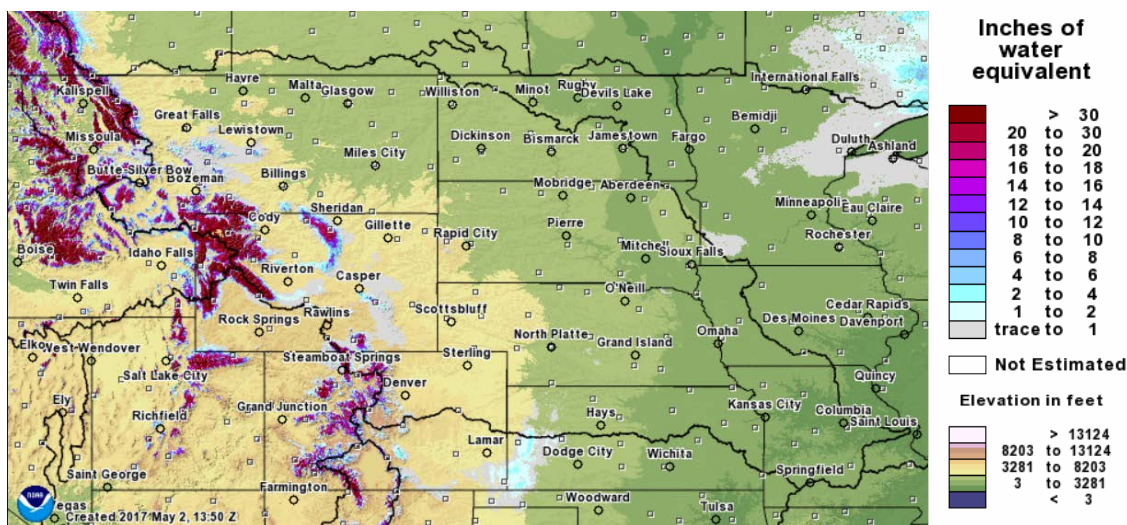 International Falls
Havre
Kalispell
Malta
Glasgow
Williston
Minot
Rugby
Devils Lake
Great Falls
Bemidji
Missoula
Lewistown
Dickinson
Bismarck
Jamestown
Fargo
Duluth
Ashland
Miles City
Butte-Silver Bow
Bozeman
Billings
Mobridge
Aberdeen
Cody
Sheridan
Minneapolis
Eau Claire
Gillette
Rapid City
Pierre
Rochester
Boise
Idaho Falls
Mitchell
Sioux Falls
Riverton
Casper
Twin Falls
O'Neill
Scottsbluff
Rock Springs
Rawlins
Cedar Rapids
Davenport
Des Moines
North Platte
Omaha
Elko
West-Wendover
Grand Island
Steamboat Springs
Sterling
Salt Lake City
Denver
Quincy
Ely
Richfield
Grand Junction
Hays
Kansas City
Columbia
Saint Louis
Lamar
Dodge City
Wichita
Saint George
Springfield
Farmington
Woodward
Tulsa
egas
NOAA
Created 2017 May 2, 13:50 Z
Inches of
water
equivalent
> 30
20 to 30
18 to 20
16 to 18
14 to 16
12 to 14
10 to 12
8 to 10
6 to 8
4 to 6
2 to 4
1 to 2
trace to 1
Not Estimated
Elevation in feet
> 13124
8203 to 13124
3281 to 8203
3 to 3281
< 3